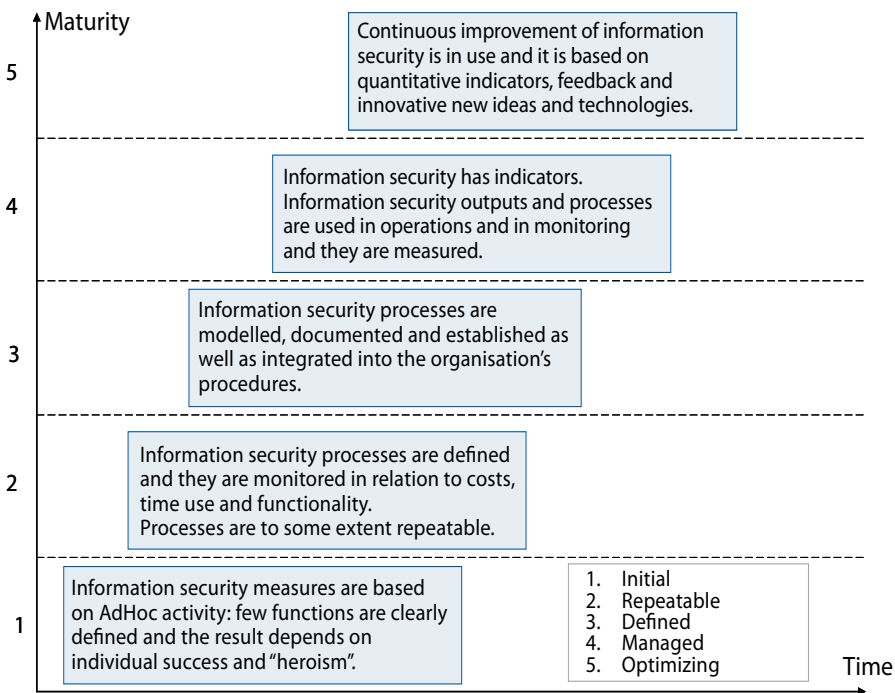 Maturity
5
Continuous improvement of information
security is in use and it is based on
quantitative indicators, feedback and
innovative new ideas and technologies.
4
Information security has indicators.
Information security outputs and processes
are used in operations and in monitoring
and they are measured.
3
Information security processes are
modelled, documented and established as
well as integrated into the organisation’s
procedures.
2
Information security processes are defined
and they are monitored in relation to costs,
time use and functionality.
Processes are to some extent repeatable.
1
Information security measures are based
on AdHoc activity: few functions are clearly
defined and the result depends on
individual success and “heroism”.
1. Initial
2. Repeatable
3. Defined
4. Managed
5. Optimizing
Time